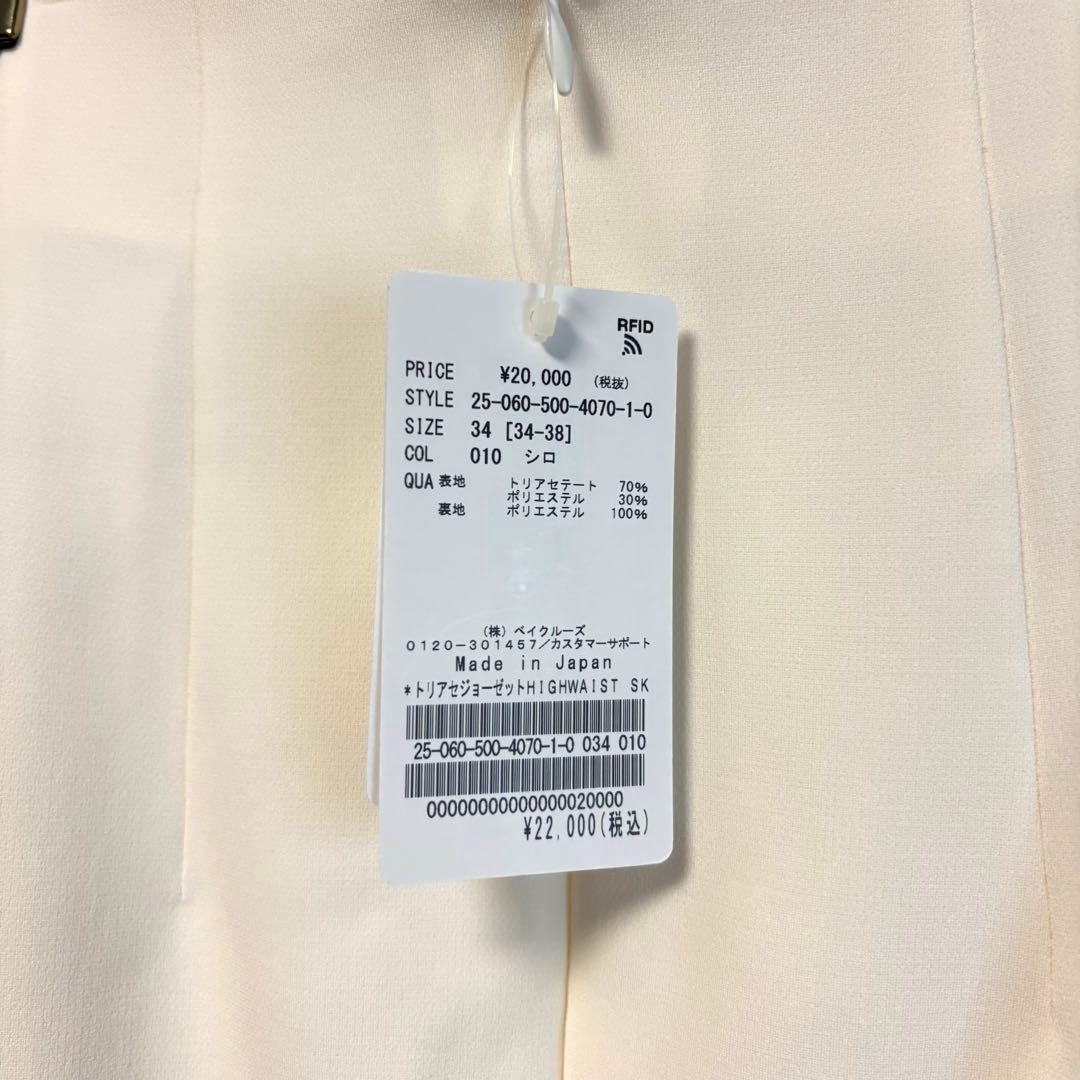 RFID
PRICE ¥20,000 (税抜)
STYLE 25-060-500-4070-1-0
SIZE 34 [34-38]
COL 010 シロ
QUA 表地 トリアセテート 70%
ポリエステル 30%
裏地 ポリエステル 100%
(株) ベイクルーズ
0120-301457/カスタマーサポート
Made in Japan
*トリアセジョーゼットHIGHWAIST SK
25-060-500-4070-1-0 034 010
00000000000000020000
¥22,000(税込)